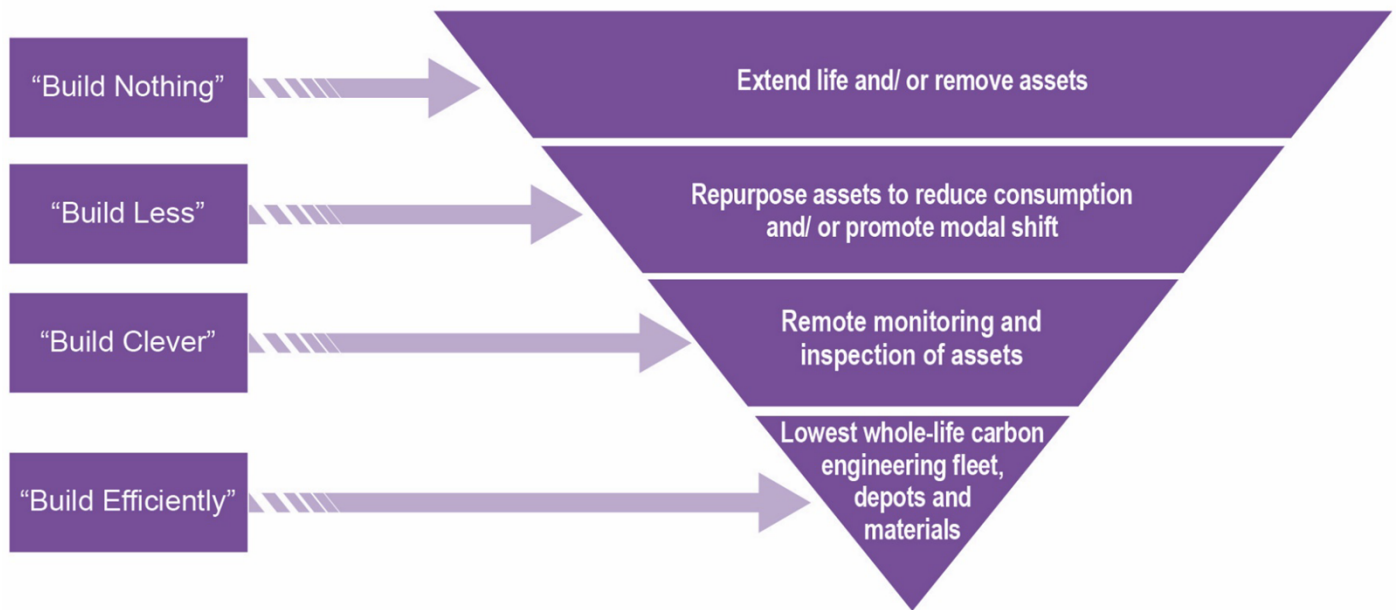 “Build Nothing”
Extend life and/ or remove assets
“Build Less”
Repurpose assets to reduce consumption
and/ or promote modal shift
“Build Clever”
Remote monitoring and
inspection of assets
“Build Efficiently”
Lowest whole-life carbon
engineering fleet,
depots and
materials